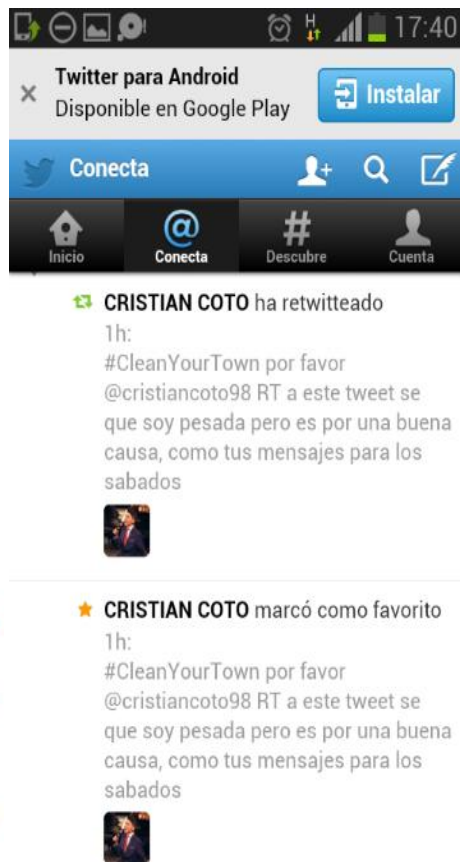 H 17:40
Twitter para Android
Disponible en Google Play
Instalar
Conecta
Inicio
@
Conecta
#
Descubre
Cuenta
CRISTIAN COTO ha retwitteado
1h:
#CleanYourTown por favor
@cristiancoto98 RT a este tweet se
que soy pesada pero es por una buena
causa, como tus mensajes para los
sabados
CRISTIAN COTO marcó como favorito
1h:
#CleanYourTown por favor
@cristiancoto98 RT a este tweet se
que soy pesada pero es por una buena
causa, como tus mensajes para los
sabados